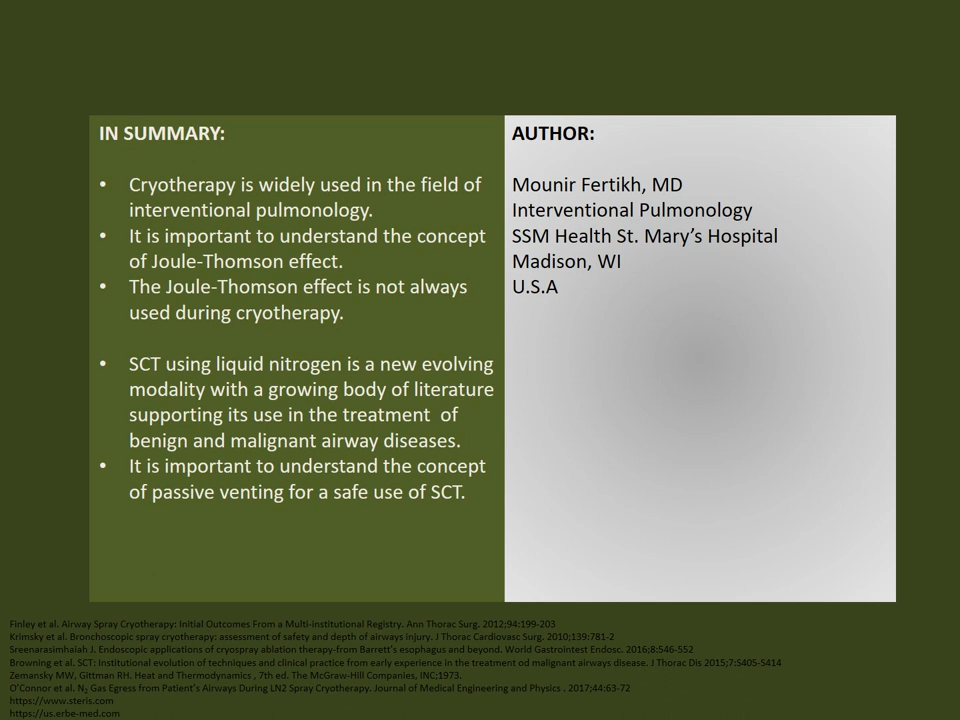 IN SUMMARY:
• Cryotherapy is widely used in the field of
interventional pulmonology.
• It is important to understand the concept
of Joule-Thomson effect.
• The Joule-Thomson effect is not always
used during cryotherapy.
• SCT using liquid nitrogen is a new evolving
modality with a growing body of literature
supporting its use in the treatment of
benign and malignant airway diseases.
• It is important to understand the concept
of passive venting for a safe use of SCT.
AUTHOR:
Mounir Fertikh, MD
Interventional Pulmonology
SSM Health St. Mary's Hospital
Madison, WI
U.S.A
Finley et al. Airway Spray Cryotherapy: Initial Outcomes From a Multi-institutional Registry. Ann Thorac Surg. 2012;94:199-203
Krimsky et al. Bronchoscopic spray cryotherapy: assessment of safety and depth of airways injury. J Thorac Cardiovasc Surg. 2010;139:781-2
Sreenarasimhaiah J. Endoscopic applications of cryospray ablation therapy-from Barrett's esophagus and beyond. World GastroIntest Endosc. 2016;8:546-552
Browning et al. SCT: Institutional evolution of techniques and clinical practice from early experience in the treatment od malignant airways disease. J Thorac Dis 2015;7:S405-S414
Zemansky MW, Gittman RH. Heat and Thermodynamics , 7th ed. The McGraw-Hill Companies, INC;1973.
O'Connor et al. N₂ Gas Egress from Patient's Airways During LN2 Spray Cryotherapy. Journal of Medical Engineering and Physics . 2017;44:63-72
https://www.steris.com
https://us.erbe-med.com